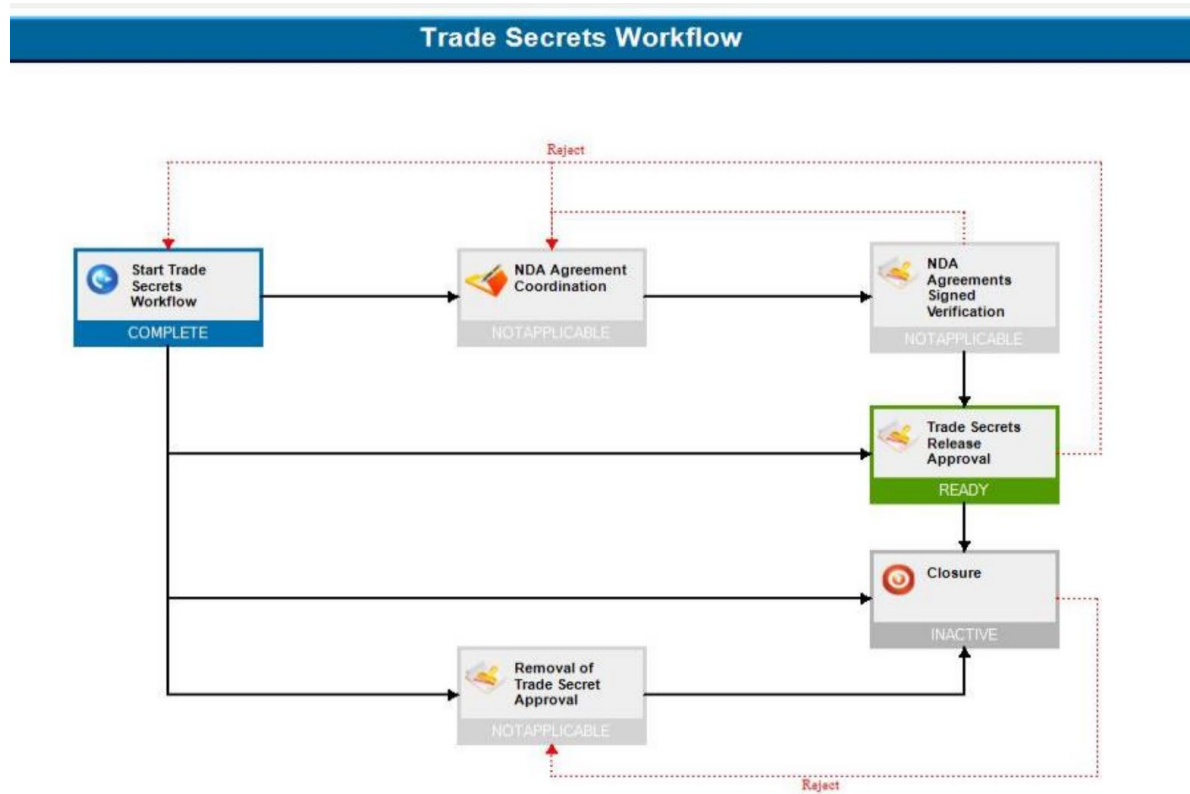 Trade Secrets Workflow
Reject
Start Trade
Secrets
Workflow
COMPLETE
NDA Agreement
Coordination
NOTAPPLICABLE
NDA
Agreements
Signed
Verification
NOTAPPLICABLE
Trade Secrets
Release
Approval
READY
Closure
INACTIVE
Removal of
Trade Secret
Approval
NOTAPPLICABLE
Reject